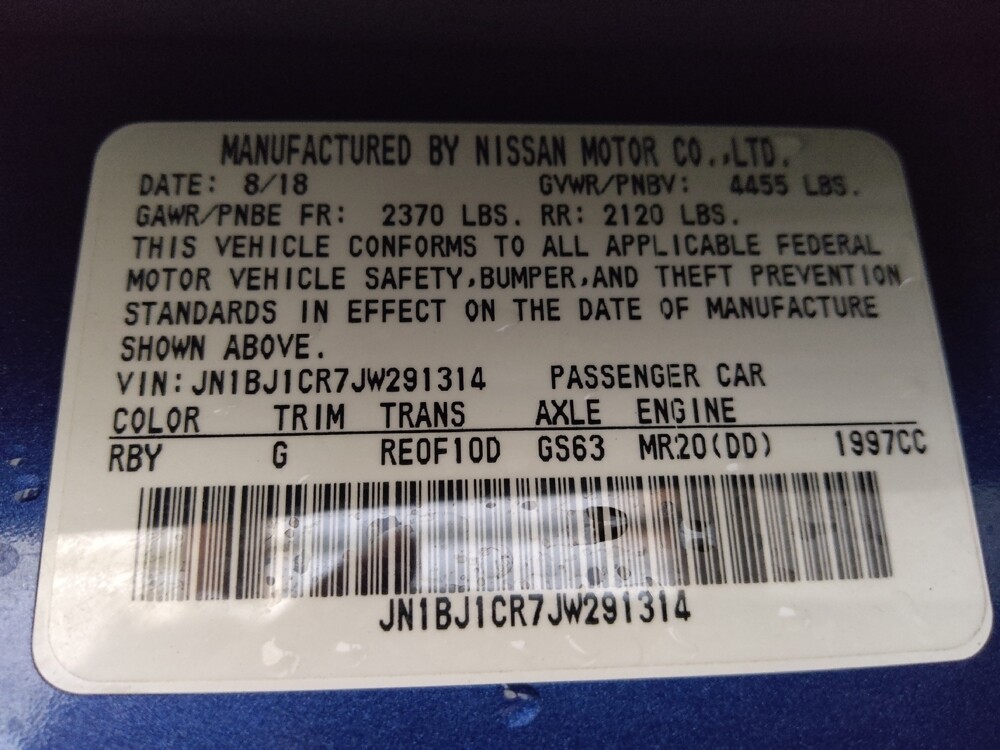 MANUFACTURED BY NISSAN MOTOR CO.,LTD.
DATE: 8/18 GVWR/PNBV: 4455 LBS.
GAWR/PNBE FR: 2370 LBS. RR: 2120 LBS.
THIS VEHICLE CONFORMS TO ALL APPLICABLE FEDERAL
MOTOR VEHICLE SAFETY,BUMPER,AND THEFT PREVENTION
STANDARDS IN EFFECT ON THE DATE OF MANUFACTURE
SHOWN ABOVE.
VIN:JN1BJ1CR7JW291314 PASSENGER CAR
COLOR TRIM TRANS AXLE ENGINE
RBY G RE0F10D GS63 MR20(DD) 1997CC
JN1BJ1CR7JW291314